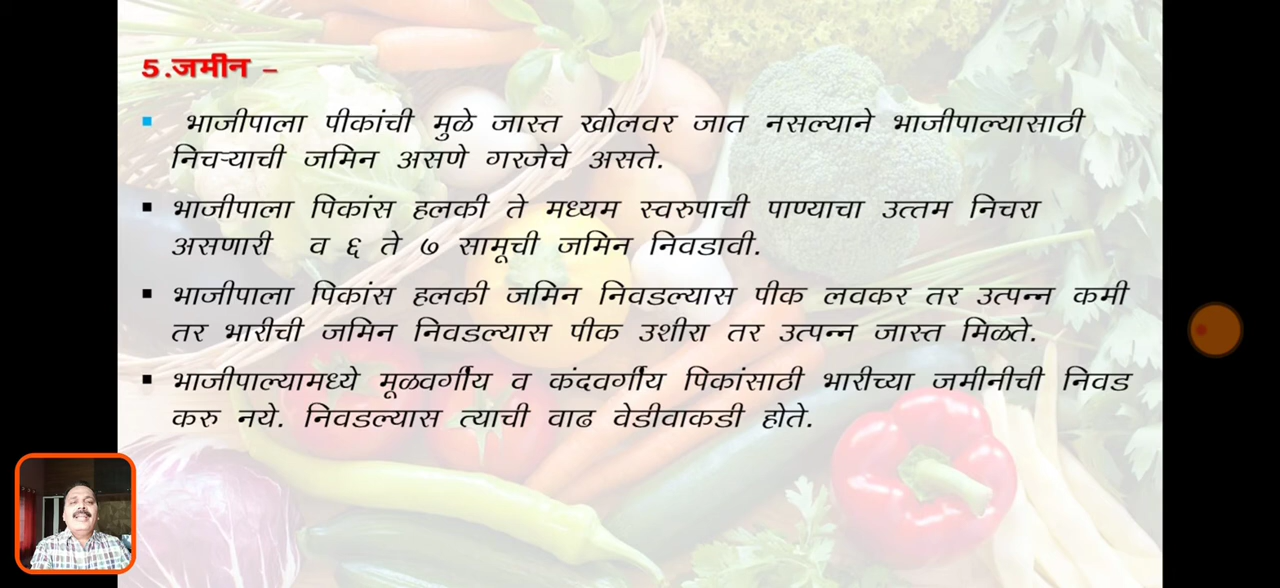 5.जमीन –
भाजीपाला पीकांची मुळे जास्त खोलवर जात नसल्याने भाजीपाल्यासाठी
निचऱ्याची जमिन असणे गरजेचे असते.
भाजीपाला पिकांस हलकी ते मध्यम स्वरुपाची पाण्याचा उत्तम निचरा
असणारी व ६ ते ७ सामूची जमिन निवडावी.
भाजीपाला पिकांस हलकी जमिन निवडल्यास पीक लवकर तर उत्पन्न कमी
तर भारीची जमिन निवडल्यास पीक उशीरा तर उत्पन्न जास्त मिळते.
भाजीपाल्यामध्ये मूळवर्गीय व कंदवर्गीय पिकांसाठी भारीच्या जमीनीची निवड
करु नये. निवडल्यास त्याची वाढ वेडीवाकडी होते.